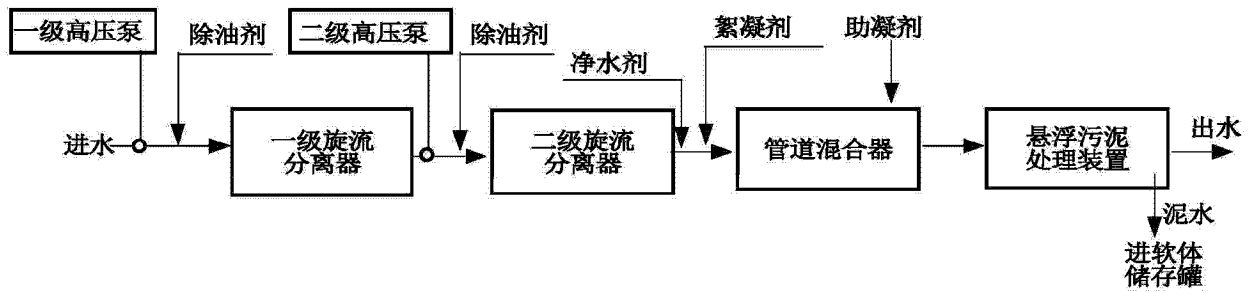 一级高压泵
除油剂
二级高压泵
除油剂
净水剂
絮凝剂
助凝剂
进水
一级旋流
分离器
二级旋流
分离器
管道混合器
悬浮污泥
处理装置
出水
泥水
进软体
储存罐